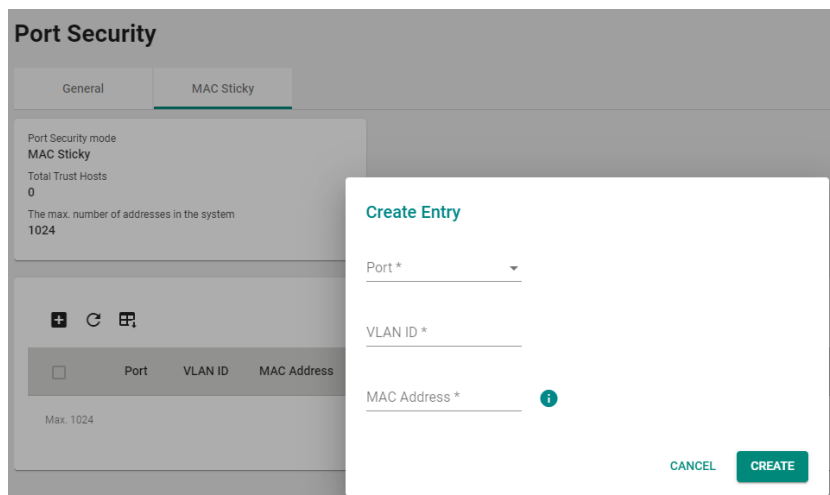 Port Security
General
MAC Sticky
Port Security mode
MAC Sticky
Total Trust Hosts
0
The max. number of addresses in the system
1024
Port
VLAN ID
MAC Address
Max. 1024
Create Entry
Port *
VLAN ID *
MAC Address *
CANCEL
CREATE